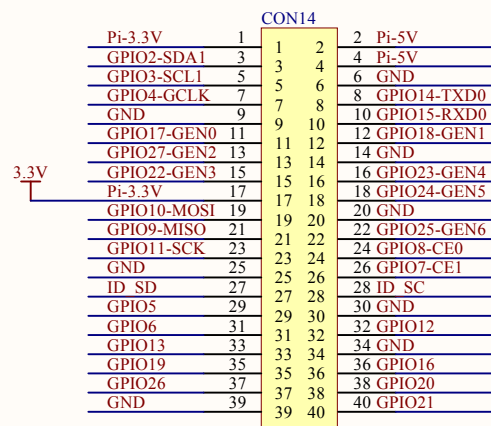 CON14
Pi-3.3V 1 1 2 2 Pi-5V
GPIO2-SDA1 3 3 4 4 Pi-5V
GPIO3-SCL1 5 5 6 6 GND
GPIO4-GCLK 7 7 8 8 GPIO14-TXD0
GND 9 9 10 10 GPIO15-RXD0
GPIO17-GEN0 11 11 12 12 GPIO18-GEN1
GPIO27-GEN2 13 13 14 14 GND
3.3V GPIO22-GEN3 15 15 16 16 GPIO23-GEN4
Pi-3.3V 17 17 18 18 GPIO24-GEN5
GPIO10-MOSI 19 19 20 20 GND
GPIO9-MISO 21 21 22 22 GPIO25-GEN6
GPIO11-SCK 23 23 24 24 GPIO8-CE0
GND 25 25 26 26 GPIO7-CE1
ID_SD 27 27 28 28 ID_SC
GPIO5 29 29 30 30 GND
GPIO6 31 31 32 32 GPIO12
GPIO13 33 33 34 34 GND
GPIO19 35 35 36 36 GPIO16
GPIO26 37 37 38 38 GPIO20
GND 39 39 40 40 GPIO21